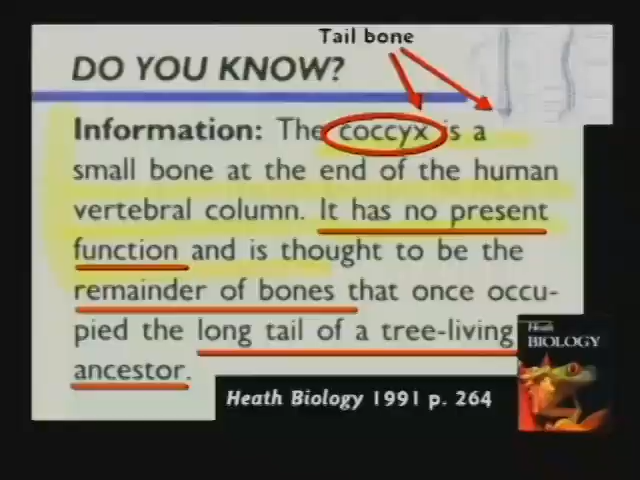 Tail bone
DO YOU KNOW?
Information: The coccyx is a
small bone at the end of the human
vertebral column. It has no present
function and is thought to be the
remainder of bones that once occu-
pied the long tail of a tree-living
ancestor.
Heath
BIOLOGY
Heath Biology 1991 p. 264